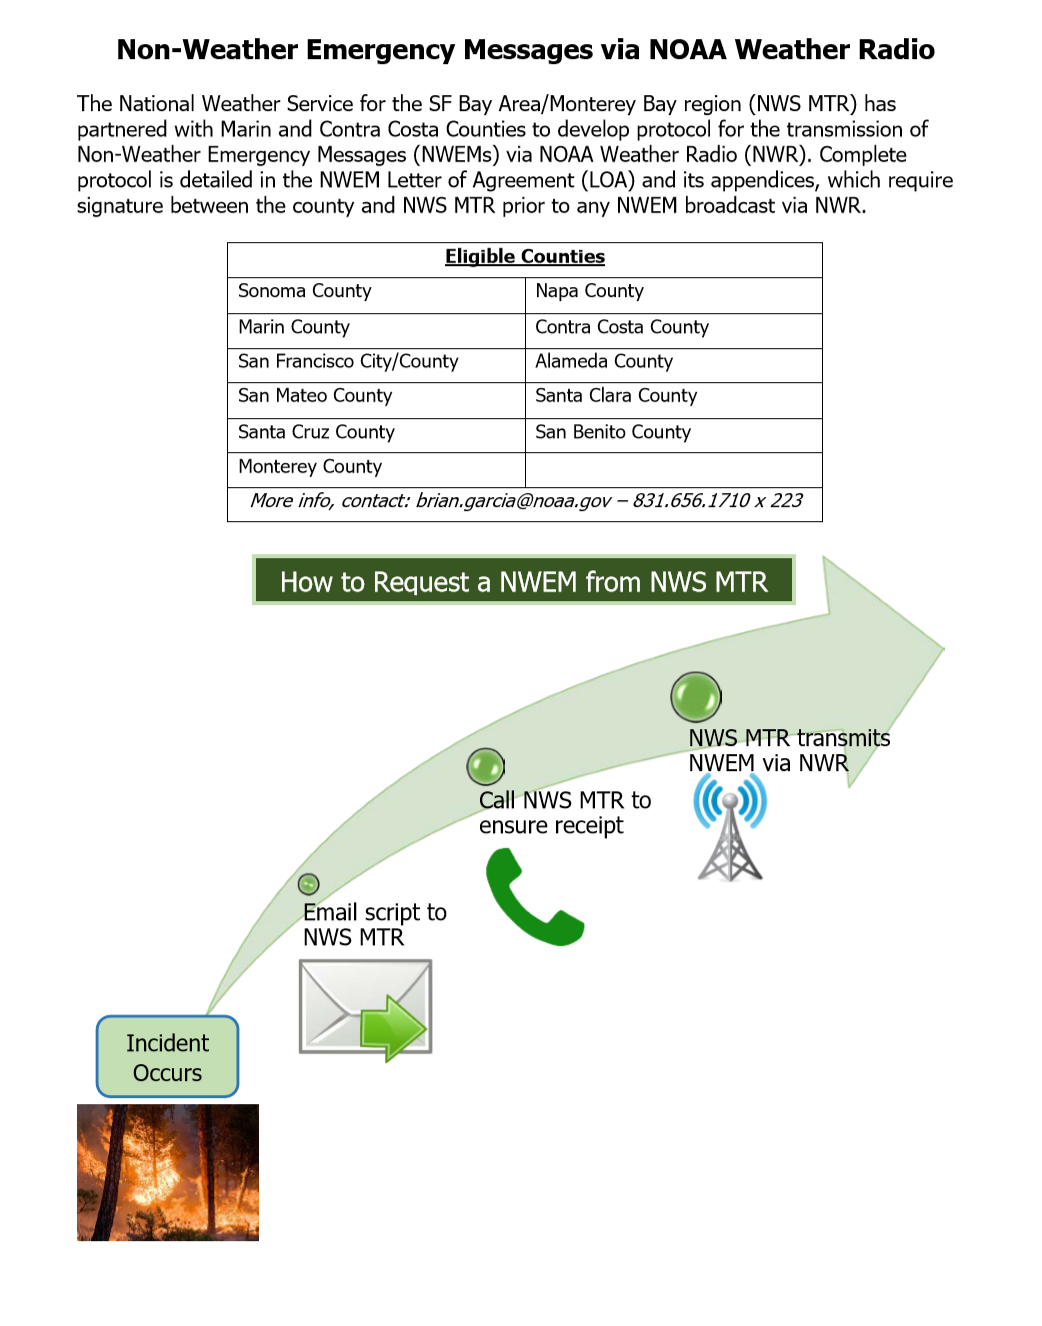 Non-Weather Emergency Messages via NOAA Weather Radio
The National Weather Service for the SF Bay Area/Monterey Bay region (NWS MTR) has
partnered with Marin and Contra Costa Counties to develop protocol for the transmission of
Non-Weather Emergency Messages (NWEMs) via NOAA Weather Radio (NWR). Complete
protocol is detailed in the NWEM Letter of Agreement (LOA) and its appendices, which require
signature between the county and NWS MTR prior to any NWEM broadcast via NWR.
Eligible Counties
Sonoma County Napa County
Marin County Contra Costa County
San Francisco City/County Alameda County
San Mateo County Santa Clara County
Santa Cruz County San Benito County
Monterey County
More info, contact: brian.garcia@noaa.gov – 831.656.1710 x 223
How to Request a NWEM from NWS MTR
NWS MTR transmits
NWEM via NWR
Call NWS MTR to
ensure receipt
Email script to
NWS MTR
Incident
Occurs